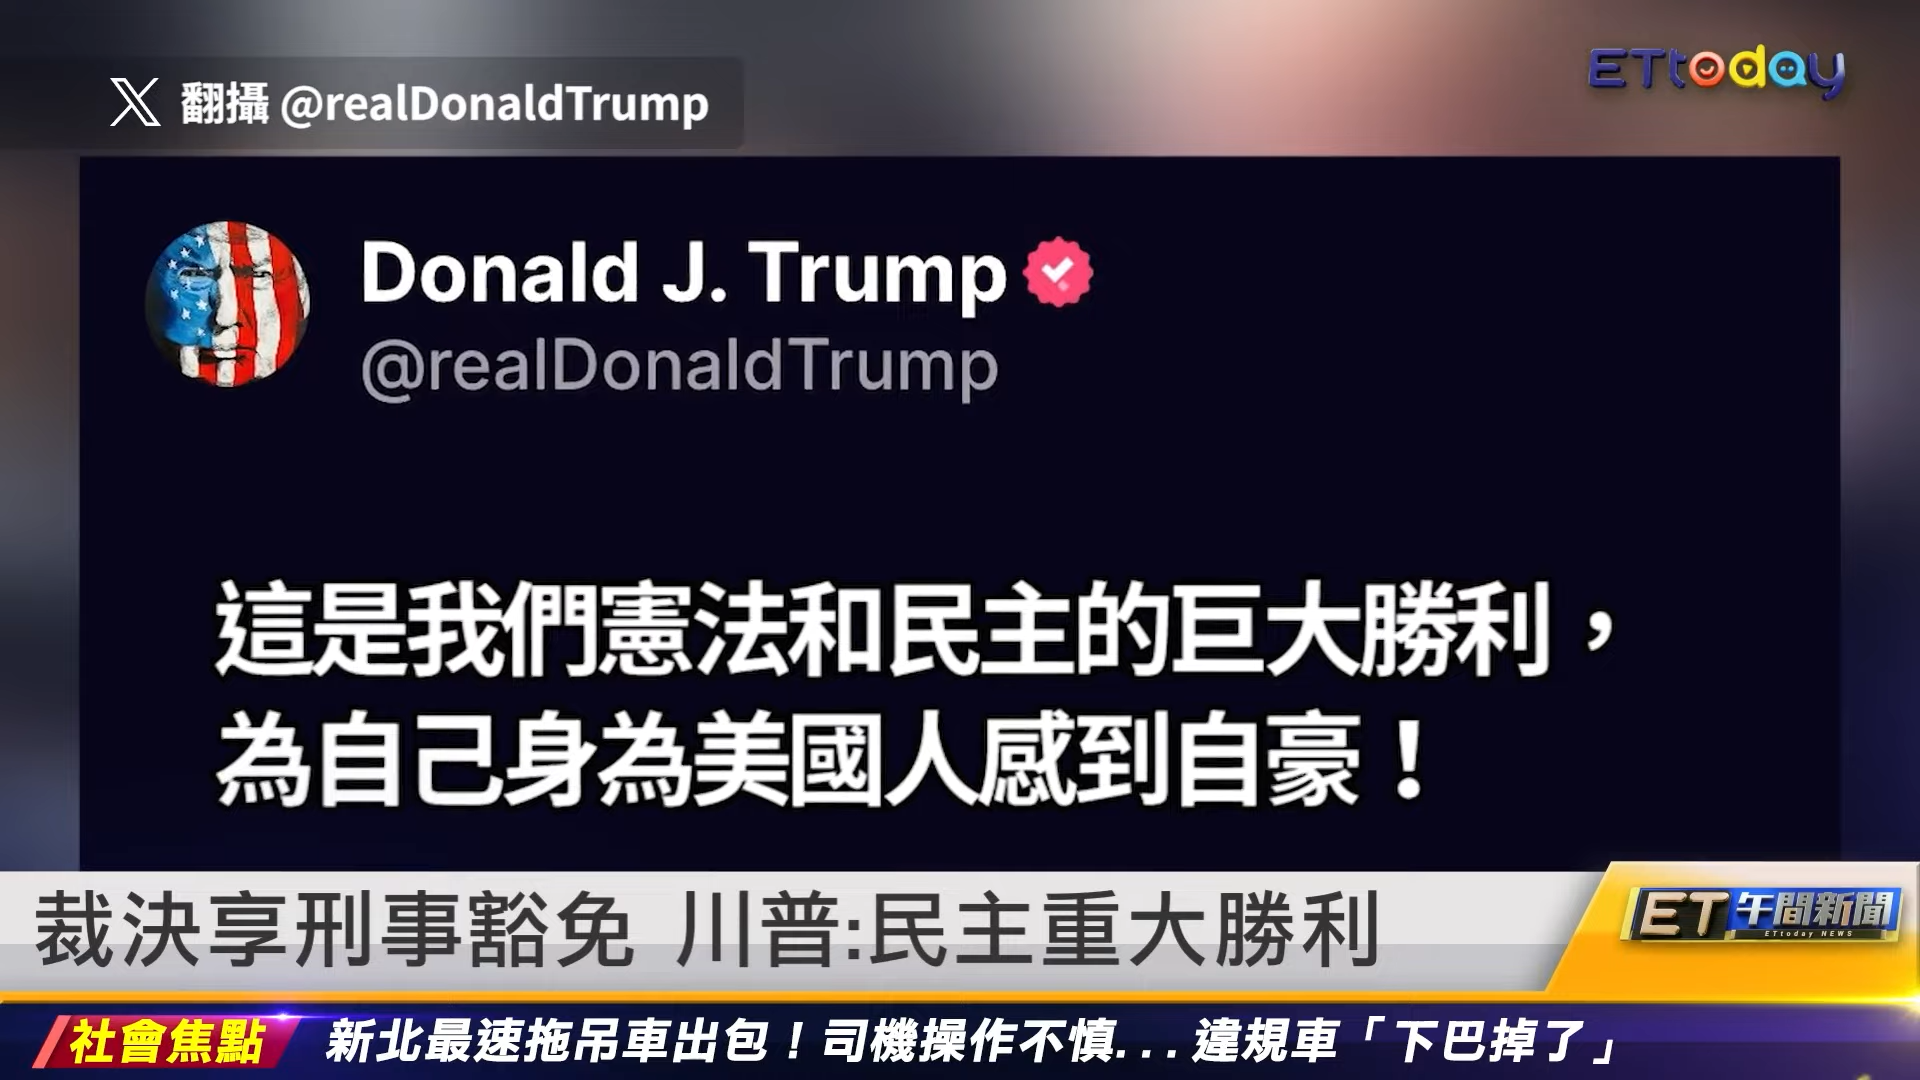 翻攝 @realDonaldTrump
ETtoday
Donald J. Trump
@realDonaldTrump
這是我們憲法和民主的巨大勝利，
為自己身為美國人感到自豪！
裁決享刑事豁免 川普:民主重大勝利
ET午間新聞
ETtoday NEWS
社會焦點 新北最速拖吊車出包！司機操作不慎...違規車「下巴掉了」